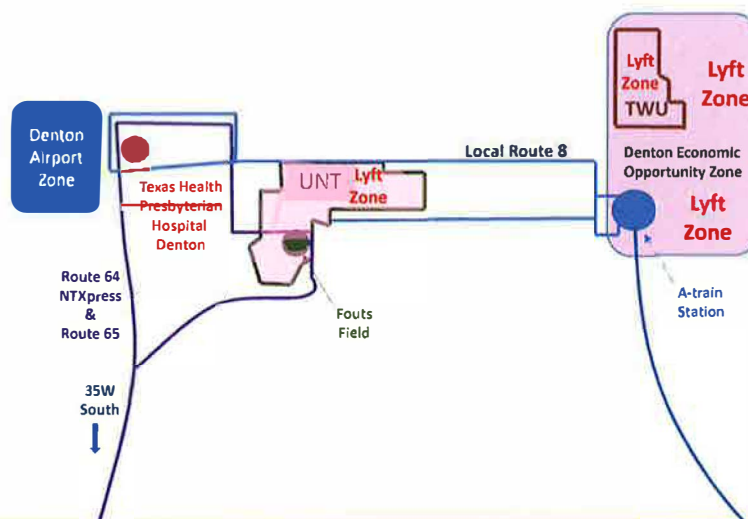 Denton
Airport
Zone
Texas Health
Presbyterian
Hospital
Denton
UNT
Lyft
Zone
Local Route 8
Lyft
Zone
TWU
Lyft
Zone
Denton Economic
Opportunity Zone
Lyft
Zone
Route 64
NTXpress
&
Route 65
Fouts
Field
A-train
Station
35W
South